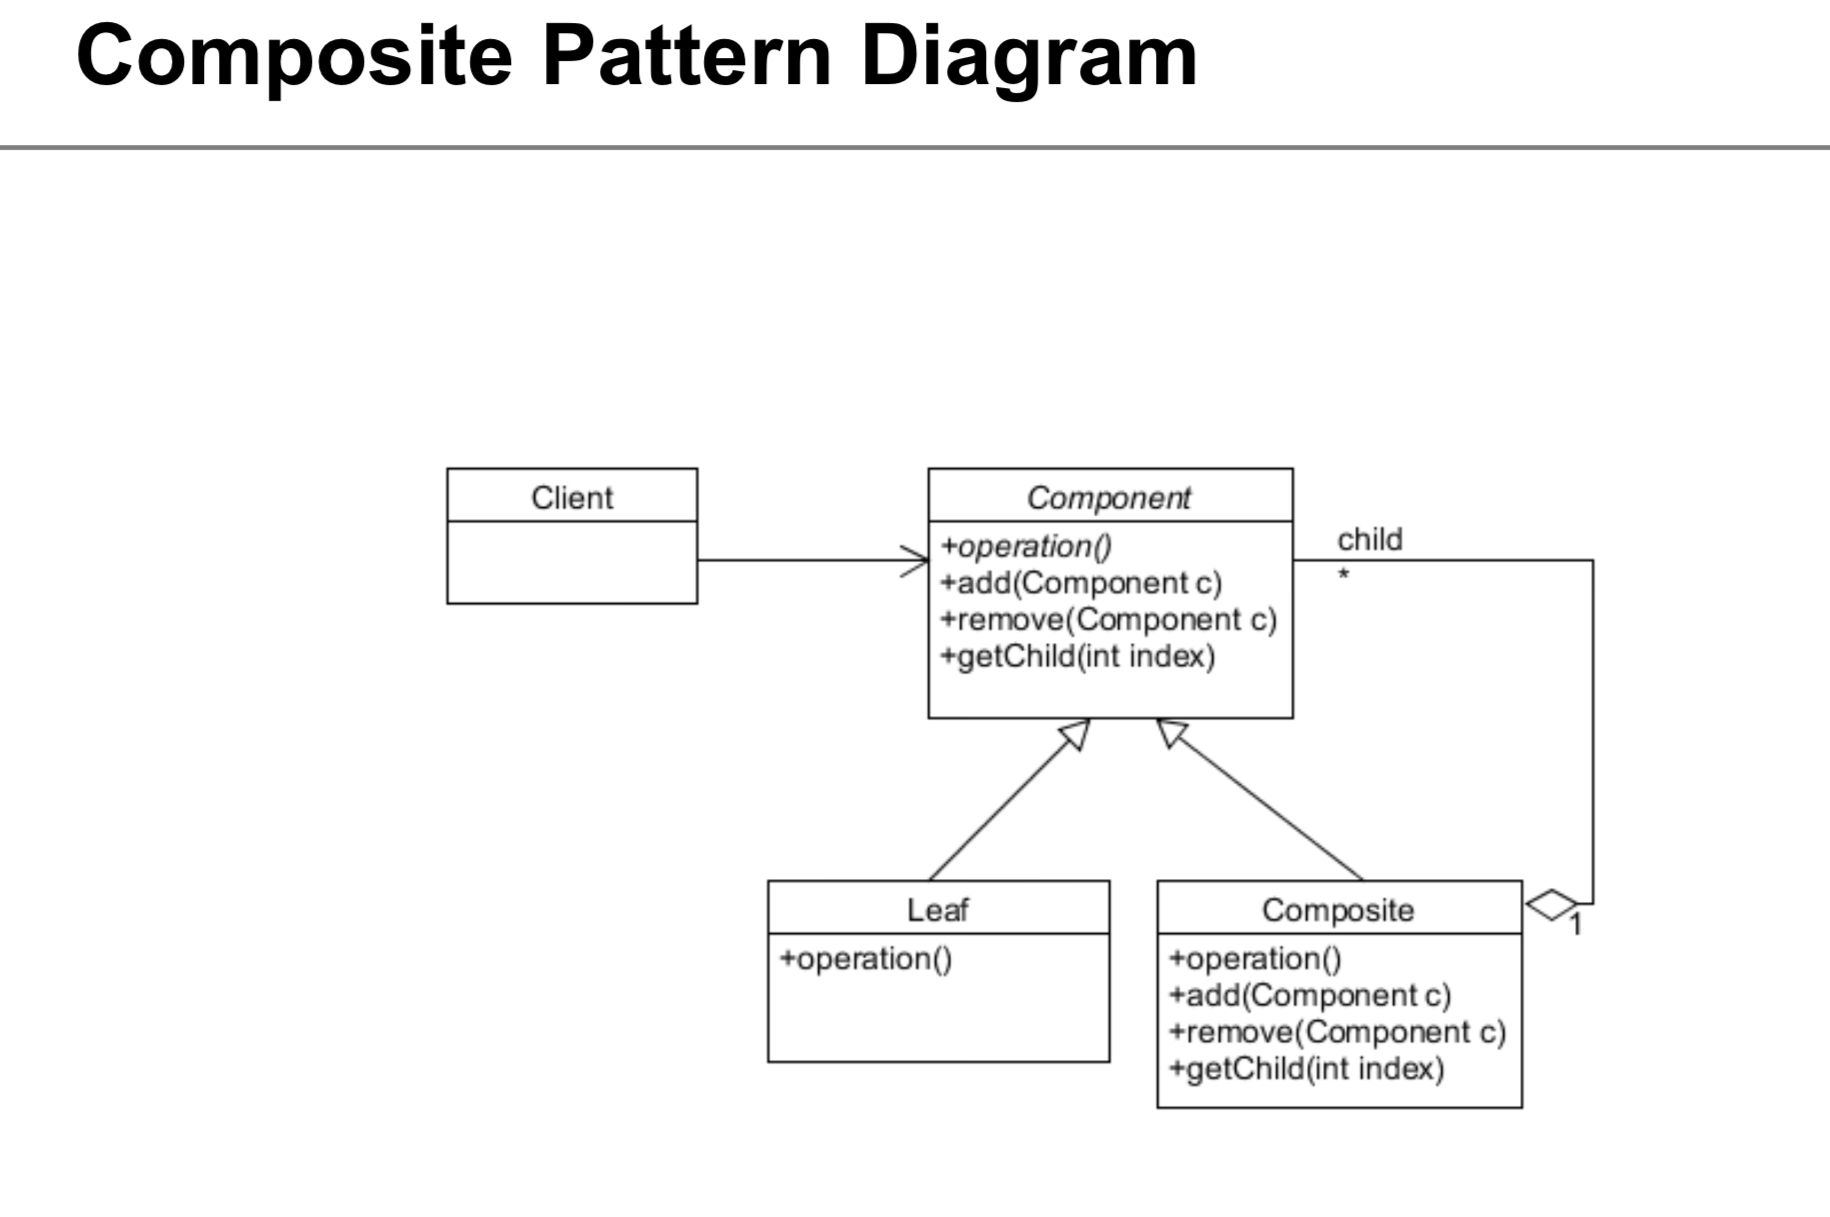 Composite Pattern Diagram
Client
Component
+operation()
+add(Component c)
+remove(Component c)
+getChild(int index)
child
*
Leaf
+operation()
Composite
+operation()
+add(Component c)
+remove(Component c)
+getChild(int index)
1